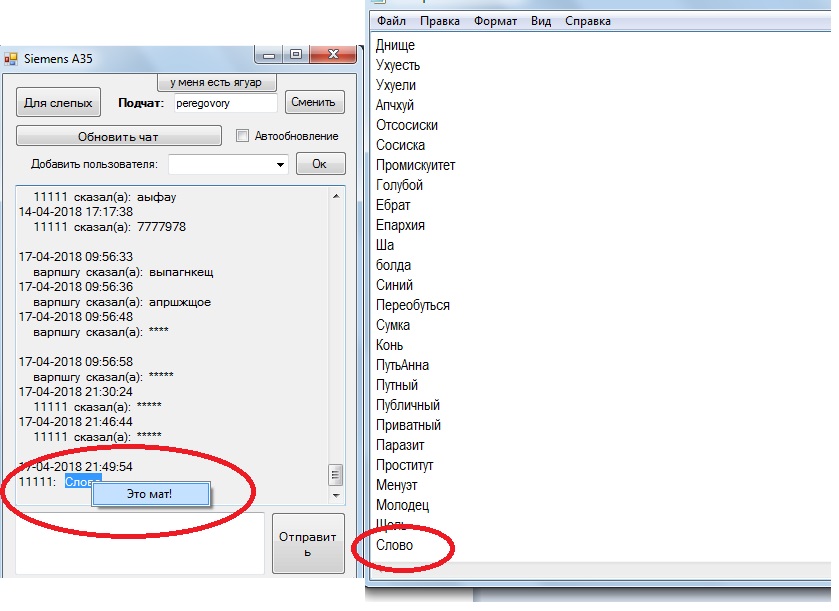 Siemens A35
у меня есть ягуар
Для слепых
Подчат:
peregovory
Сменить
Обновить чат
Автообновление
Добавить пользователя:
Ок
11111 сказал(а): аыфау
14-04-2018 17:17:38
11111 сказал(а): 7777978
17-04-2018 09:56:33
варпшгу сказал(а): выпагнкещ
17-04-2018 09:56:36
варпшгу сказал(а): апршжщое
17-04-2018 09:56:48
варпшгу сказал(а): ****
17-04-2018 09:56:58
варпшгу сказал(а): *****
17-04-2018 21:30:24
11111 сказал(а): *****
17-04-2018 21:46:44
11111 сказал(а): *****
17-04-2018 21:49:54
11111: Слово
Это мат!
Отправит
ь
Файл Правка Формат Вид Справка
Днище
Ухуесть
Ухуели
Апчхуй
Отсосиски
Сосиска
Промискуитет
Голубой
Ебрат
Епархия
Ша
болда
Синий
Переобуться
Сумка
Конь
ПутьАнна
Путный
Публичный
Приватный
Паразит
Проститут
Менуэт
Молодец
Щель
Слово